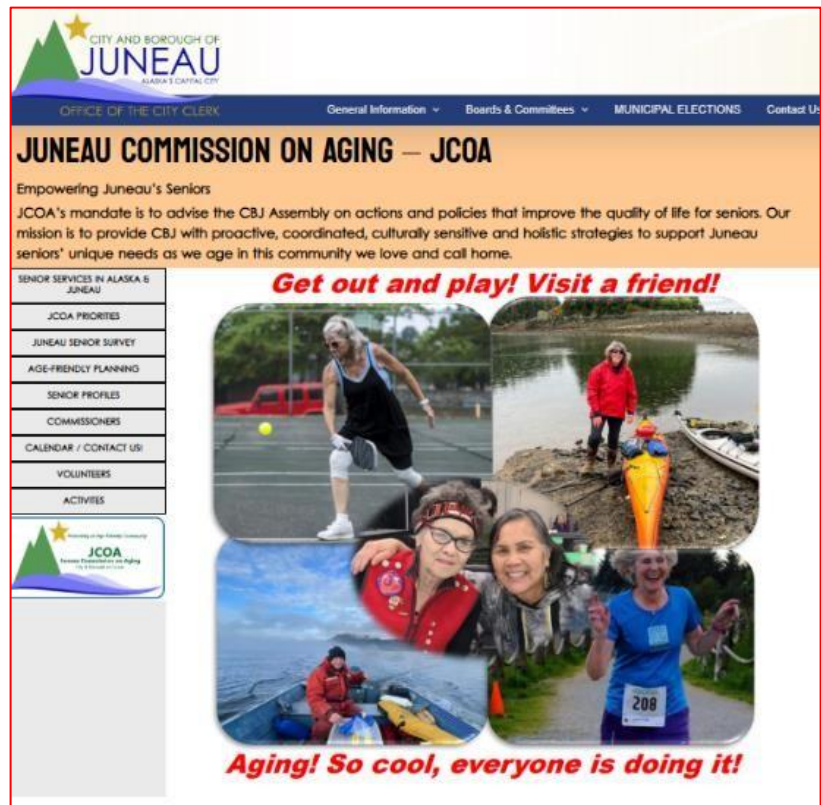 CITY AND BOROUGH OF
JUNEAU
ALASKA'S CAPITAL CITY
OFFICE OF THE CITY CLERK
General Information
Boards & Committees
MUNICIPAL ELECTIONS
Contact Us
JUNEAU COMMISSION ON AGING – JCOA
Empowering Juneau's Seniors
JCOA's mandate is to advise the CBJ Assembly on actions and policies that improve the quality of life for seniors. Our
mission is to provide CBJ with proactive, coordinated, culturally sensitive and holistic strategies to support Juneau
seniors' unique needs as we age in this community we love and call home.
SENIOR SERVICES IN ALASKA &
JUNEAU
JCOA PRIORITIES
JUNEAU SENIOR SURVEY
AGE-FRIENDLY PLANNING
SENIOR PROFILES
COMMISSIONERS
CALENDAR / CONTACT US!
VOLUNTEERS
ACTIVITES
JCOA
Juneau Commission on Aging
Get out and play! Visit a friend!
208
Aging! So cool, everyone is doing it!